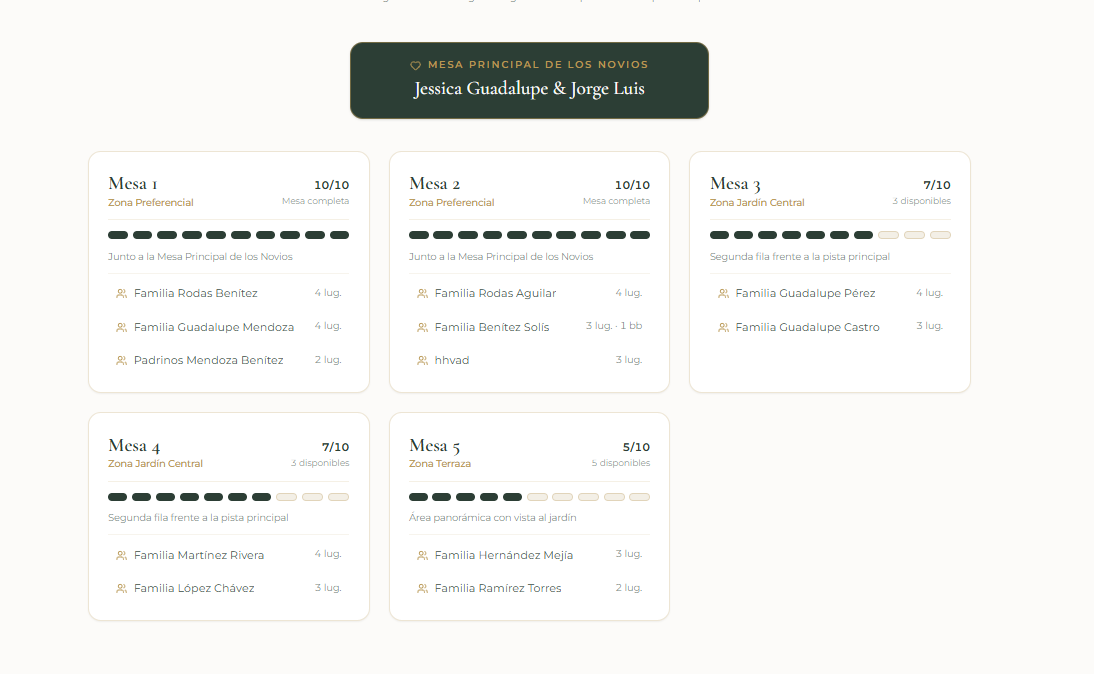 MESA PRINCIPAL DE LOS NOVIOS
Jessica Guadalupe & Jorge Luis
Mesa 1
10/10
Zona Preferencial
Mesa completa
Junto a la Mesa Principal de los Novios
Familia Rodas Benítez 4 lug.
Familia Guadalupe Mendoza 4 lug.
Padrinos Mendoza Benítez 2 lug.
Mesa 2
10/10
Zona Preferencial
Mesa completa
Junto a la Mesa Principal de los Novios
Familia Rodas Aguilar 4 lug.
Familia Benítez Solís 3 lug. · 1 bb
hhvad 3 lug.
Mesa 3
7/10
Zona Jardín Central
3 disponibles
Segunda fila frente a la pista principal
Familia Guadalupe Pérez 4 lug.
Familia Guadalupe Castro 3 lug.
Mesa 4
7/10
Zona Jardín Central
3 disponibles
Segunda fila frente a la pista principal
Familia Martínez Rivera 4 lug.
Familia López Chávez 3 lug.
Mesa 5
5/10
Zona Terraza
5 disponibles
Área panorámica con vista al jardín
Familia Hernández Mejía 3 lug.
Familia Ramírez Torres 2 lug.